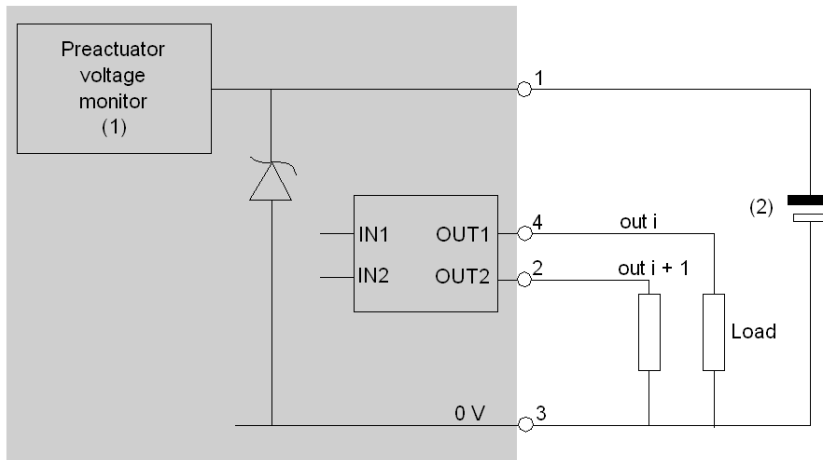 Preactuator
voltage
monitor
(1)
1
(2)
IN1
OUT1
4
out i
IN2
OUT2
2
out i + 1
Load
0 V
3